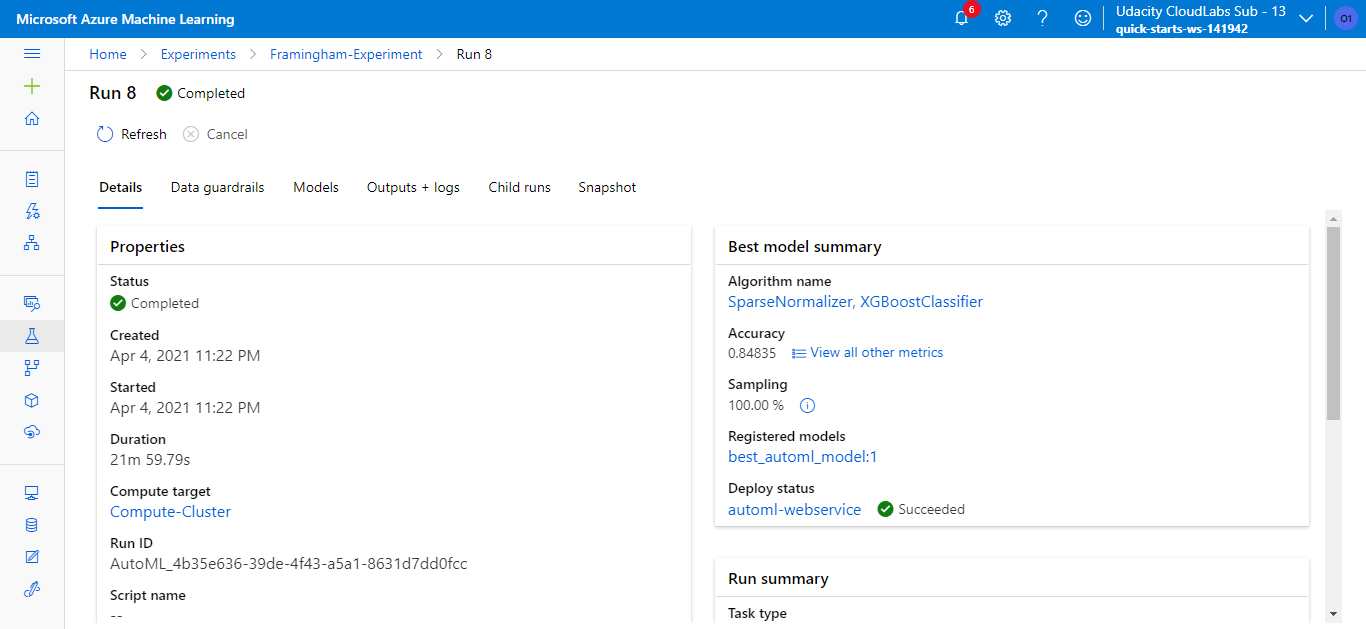 Microsoft Azure Machine Learning
6
Udacity CloudLabs Sub - 13
quick-starts-ws-141942
O1
Home > Experiments > Framingham-Experiment > Run 8
Run 8 Completed
Refresh Cancel
Details Data guardrails Models Outputs + logs Child runs Snapshot
Properties
Status
Completed
Created
Apr 4, 2021 11:22 PM
Started
Apr 4, 2021 11:22 PM
Duration
21m 59.79s
Compute target
Compute-Cluster
Run ID
AutoML_4b35e636-39de-4f43-a5a1-8631d7dd0fcc
Script name
--
Best model summary
Algorithm name
SparseNormalizer, XGBoostClassifier
Accuracy
0.84835 View all other metrics
Sampling
100.00 %
Registered models
best_automl_model:1
Deploy status
automl-webservice Succeeded
Run summary
Task type